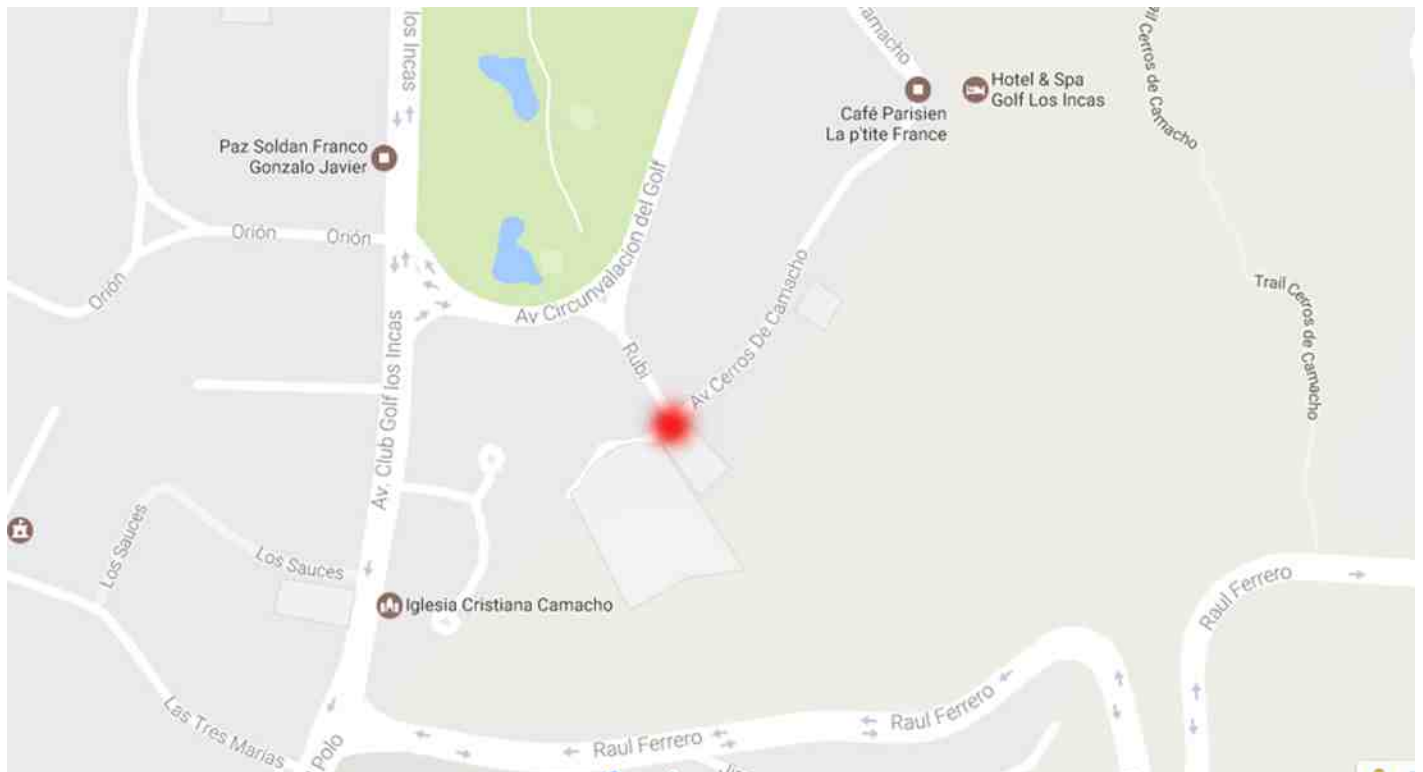 los Incas
Camacho
il Cerros de Camacho
Hotel & Spa
Golf Los Incas
Café Parisien
La p'tite France
Paz Soldan Franco
Gonzalo Javier
Orión
Orión
Orión
Av Circunvalacion del Golf
Av Cerros De Camacho
Trail Cerros de Camacho
Rubi
Av. Club Golf los Incas
Los Sauces
Los Sauces
Iglesia Cristiana Camacho
Raul Ferrero
Raul Ferrero
Raul Ferrero
Las Tres Marias
Polo